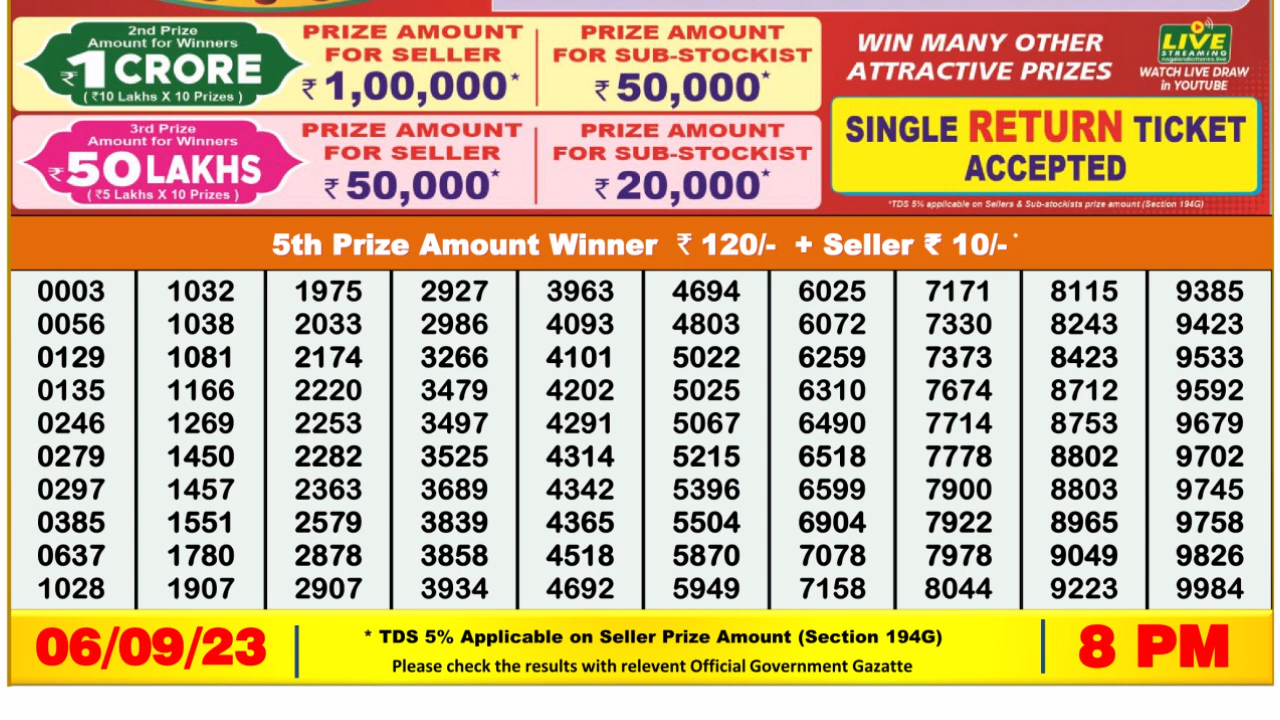 2nd Prize
Amount for Winners
₹1 CRORE
( ₹10 Lakhs X 10 Prizes )
PRIZE AMOUNT
FOR SELLER
₹ 1,00,000*
PRIZE AMOUNT
FOR SUB-STOCKIST
₹ 50,000*
3rd Prize
Amount for Winners
₹50 LAKHS
( ₹5 Lakhs X 10 Prizes )
PRIZE AMOUNT
FOR SELLER
₹ 50,000*
PRIZE AMOUNT
FOR SUB-STOCKIST
₹ 20,000*
WIN MANY OTHER
ATTRACTIVE PRIZES
LIVE
STREAMING
nagalandlotteries.live
WATCH LIVE DRAW
in YOUTUBE
SINGLE RETURN TICKET
ACCEPTED
*TDS 5% applicable on Sellers & Sub-stockists prize amount (Section 194G)
5th Prize Amount Winner ₹ 120/- + Seller ₹ 10/- *
0003 1032 1975 2927 3963 4694 6025 7171 8115 9385
0056 1038 2033 2986 4093 4803 6072 7330 8243 9423
0129 1081 2174 3266 4101 5022 6259 7373 8423 9533
0135 1166 2220 3479 4202 5025 6310 7674 8712 9592
0246 1269 2253 3497 4291 5067 6490 7714 8753 9679
0279 1450 2282 3525 4314 5215 6518 7778 8802 9702
0297 1457 2363 3689 4342 5396 6599 7900 8803 9745
0385 1551 2579 3839 4365 5504 6904 7922 8965 9758
0637 1780 2878 3858 4518 5870 7078 7978 9049 9826
1028 1907 2907 3934 4692 5949 7158 8044 9223 9984
06/09/23
* TDS 5% Applicable on Seller Prize Amount (Section 194G)
Please check the results with relevent Official Government Gazatte
8 PM